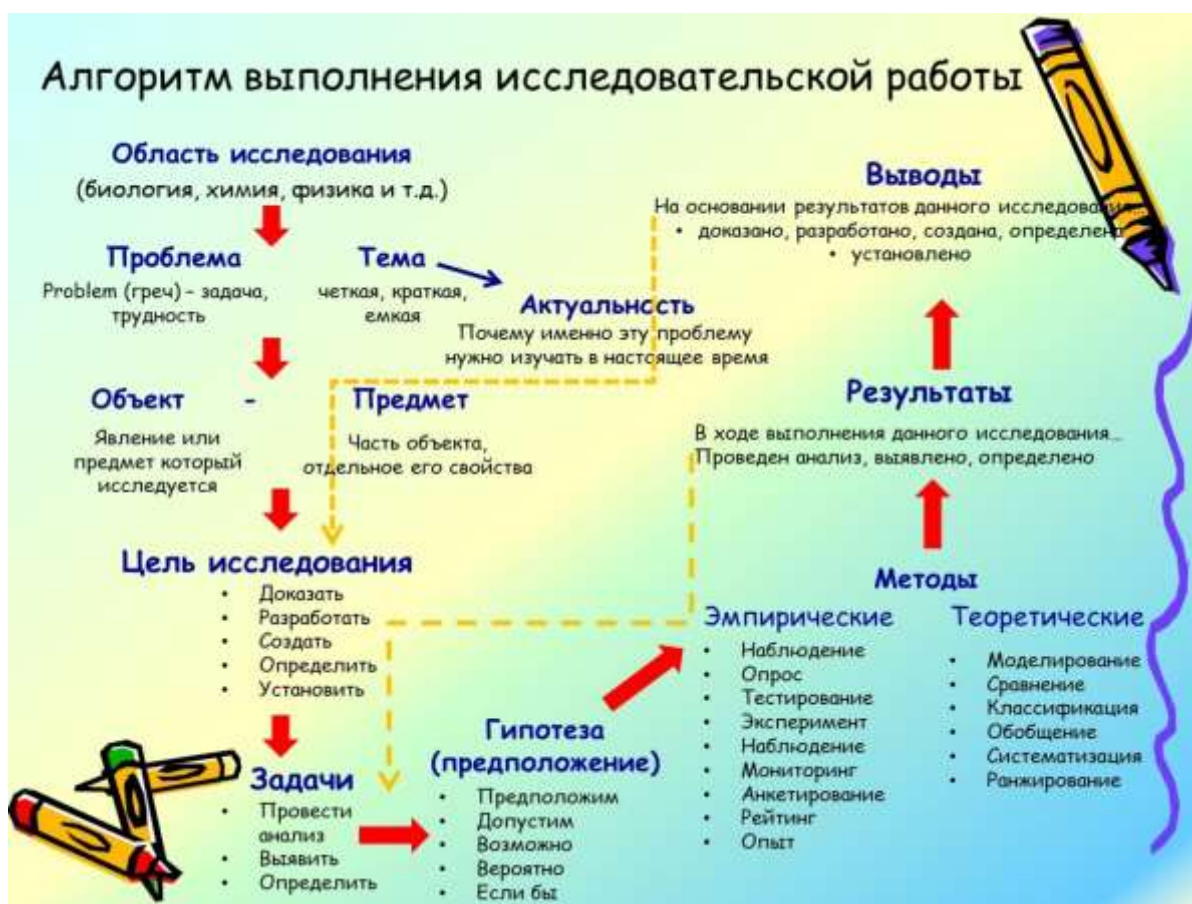 Алгоритм выполнения исследовательской работы
Область исследования
(биология, химия, физика и т.д.)
Проблема
Problem (греч) – задача,
трудность
Тема
четкая, краткая,
емкая
Актуальность
Почему именно эту проблему
нужно изучать в настоящее время
Объект - Предмет
Явление или
предмет который
исследуется
Часть объекта,
отдельное его свойства
Цель исследования
• Доказать
• Разработать
• Создать
• Определить
• Установить
Задачи
• Провести
анализ
• Выявить
• Определить
Гипотеза
(предположение)
• Предположим
• Допустим
• Возможно
• Вероятно
• Если бы
Методы
Эмпирические
• Наблюдение
• Опрос
• Тестирование
• Эксперимент
• Наблюдение
• Мониторинг
• Анкетирование
• Рейтинг
• Опыт
Теоретические
• Моделирование
• Сравнение
• Классификация
• Обобщение
• Систематизация
• Ранжирование
Результаты
В ходе выполнения данного исследования…
Проведен анализ, выявлено, определено
Выводы
На основании результатов данного исследования…
• доказано, разработано, создана, определено
• установлено